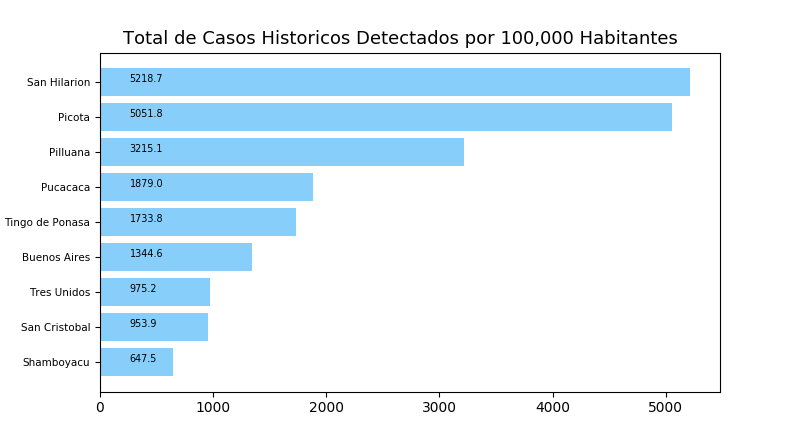 Total de Casos Historicos Detectados por 100,000 Habitantes
San Hilarion 5218.7
Picota 5051.8
Pilluana 3215.1
Pucacaca 1879.0
Tingo de Ponasa 1733.8
Buenos Aires 1344.6
Tres Unidos 975.2
San Cristobal 953.9
Shamboyacu 647.5
0 1000 2000 3000 4000 5000